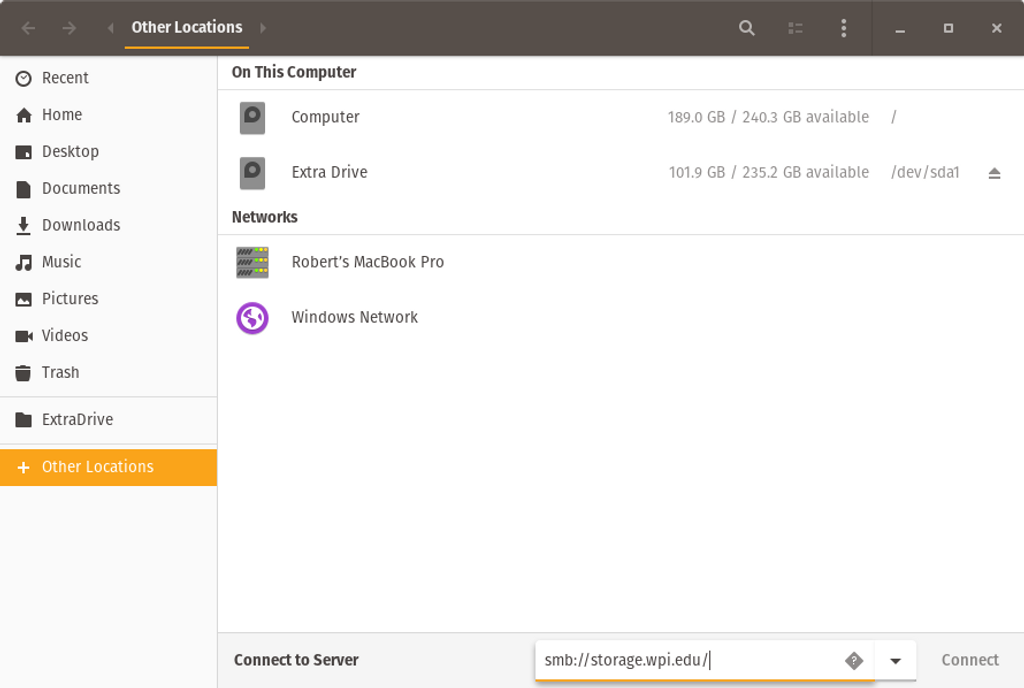 Other Locations
Recent
Home
Desktop
Documents
Downloads
Music
Pictures
Videos
Trash
ExtraDrive
Other Locations
On This Computer
Computer 189.0 GB / 240.3 GB available /
Extra Drive 101.9 GB / 235.2 GB available /dev/sda1
Networks
Robert's MacBook Pro
Windows Network
Connect to Server smb://storage.wpi.edu/ Connect